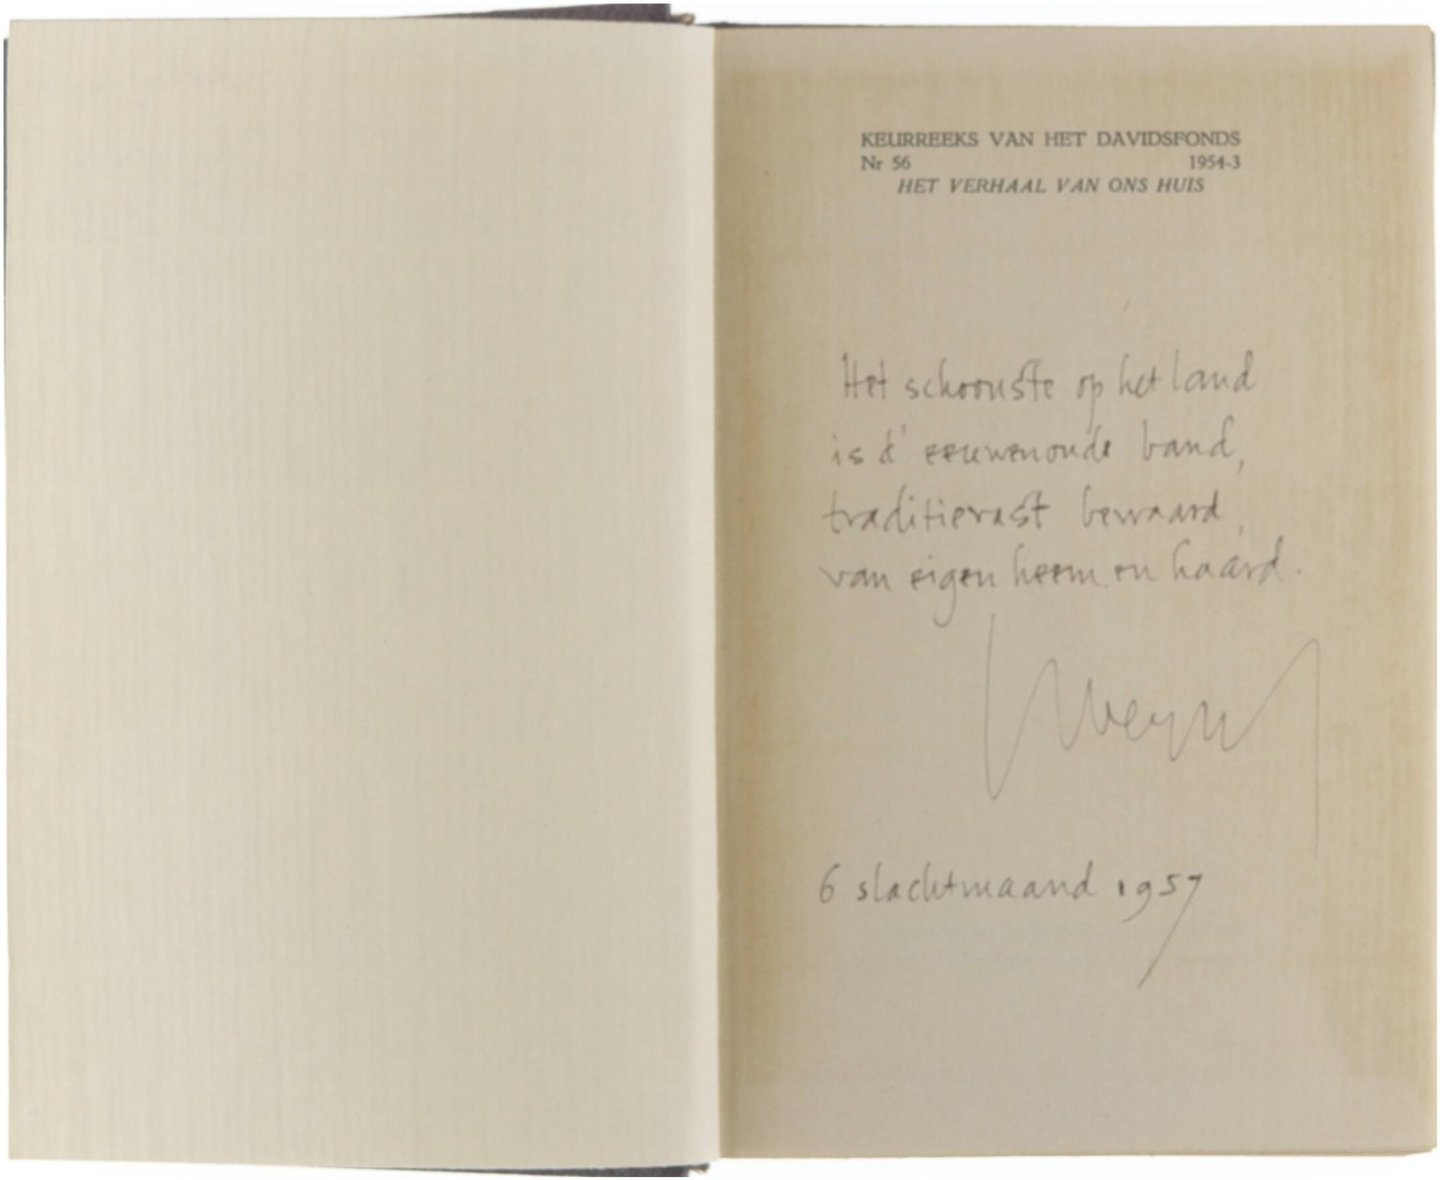 KEURREEKS VAN HET DAVIDSFONDS
Nr 56 1954-3
HET VERHAAL VAN ONS HUIS
Het schoonste op het land
is d' eeuwenoude band,
traditievast bewaard,
van eigen heem en haard.
Weyns
6 slachtmaand 1957